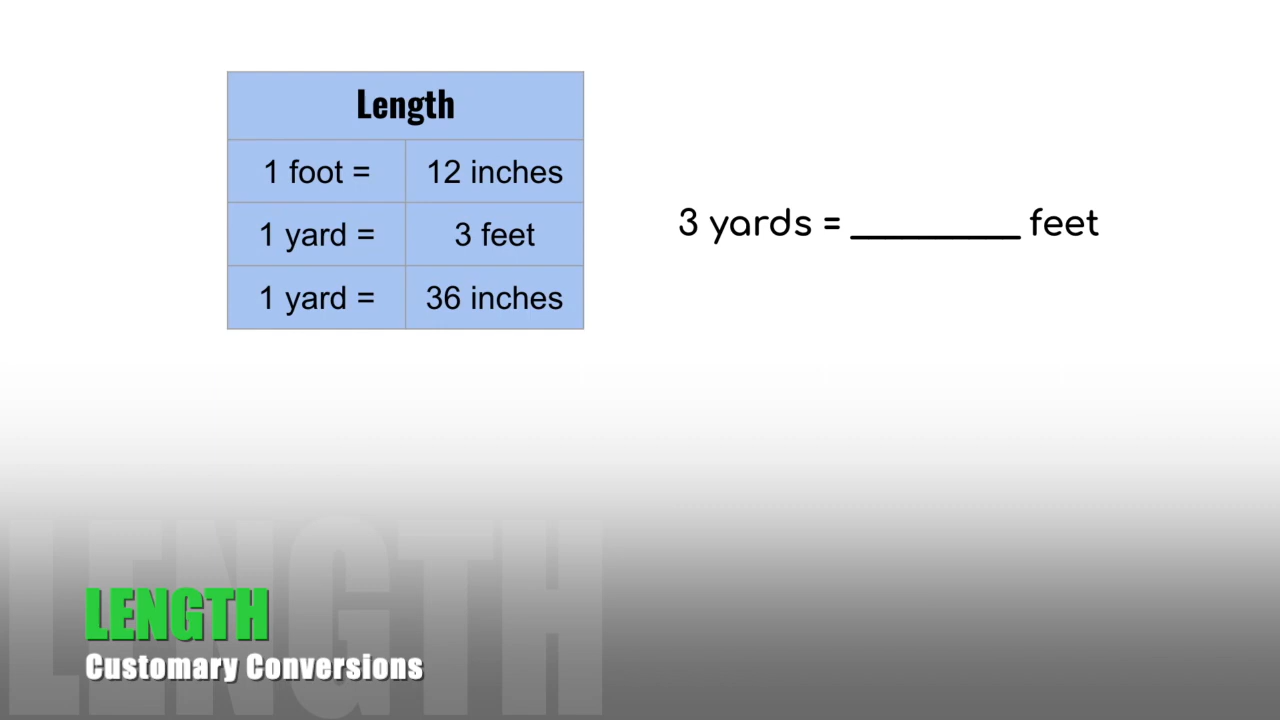 Length
1 foot = 12 inches
1 yard = 3 feet
1 yard = 36 inches
3 yards = __________ feet
LENGTH
LENGTH
Customary Conversions